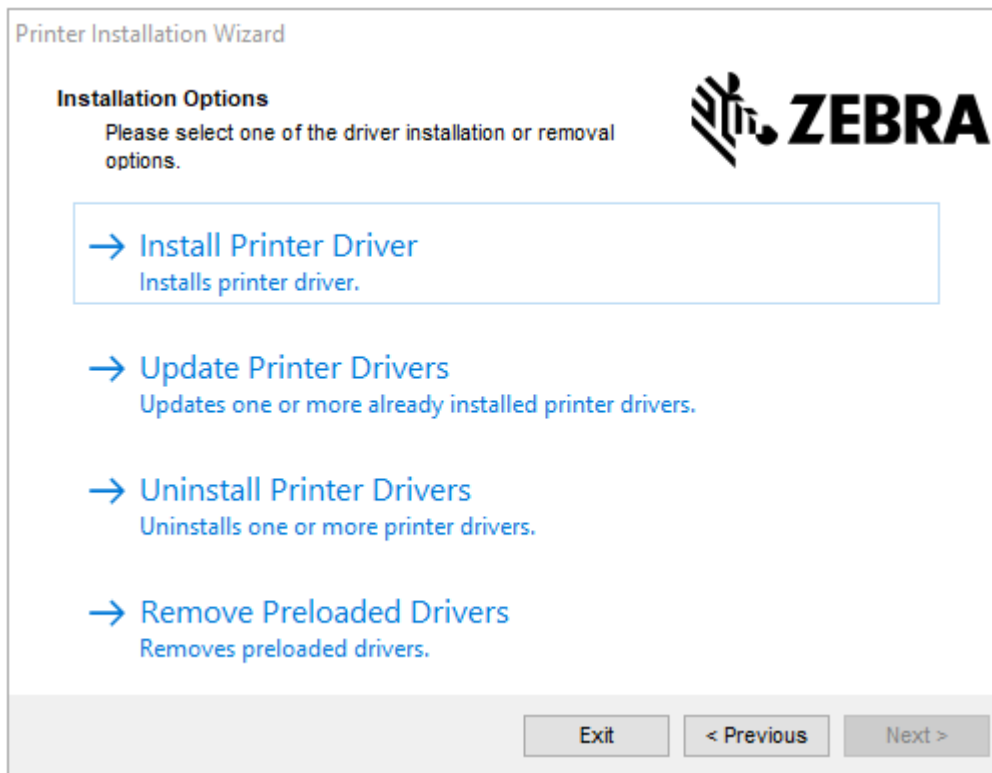 Printer Installation Wizard
Installation Options
Please select one of the driver installation or removal
options.
ZEBRA
Install Printer Driver
Installs printer driver.
Update Printer Drivers
Updates one or more already installed printer drivers.
Uninstall Printer Drivers
Uninstalls one or more printer drivers.
Remove Preloaded Drivers
Removes preloaded drivers.
Exit
< Previous
Next >